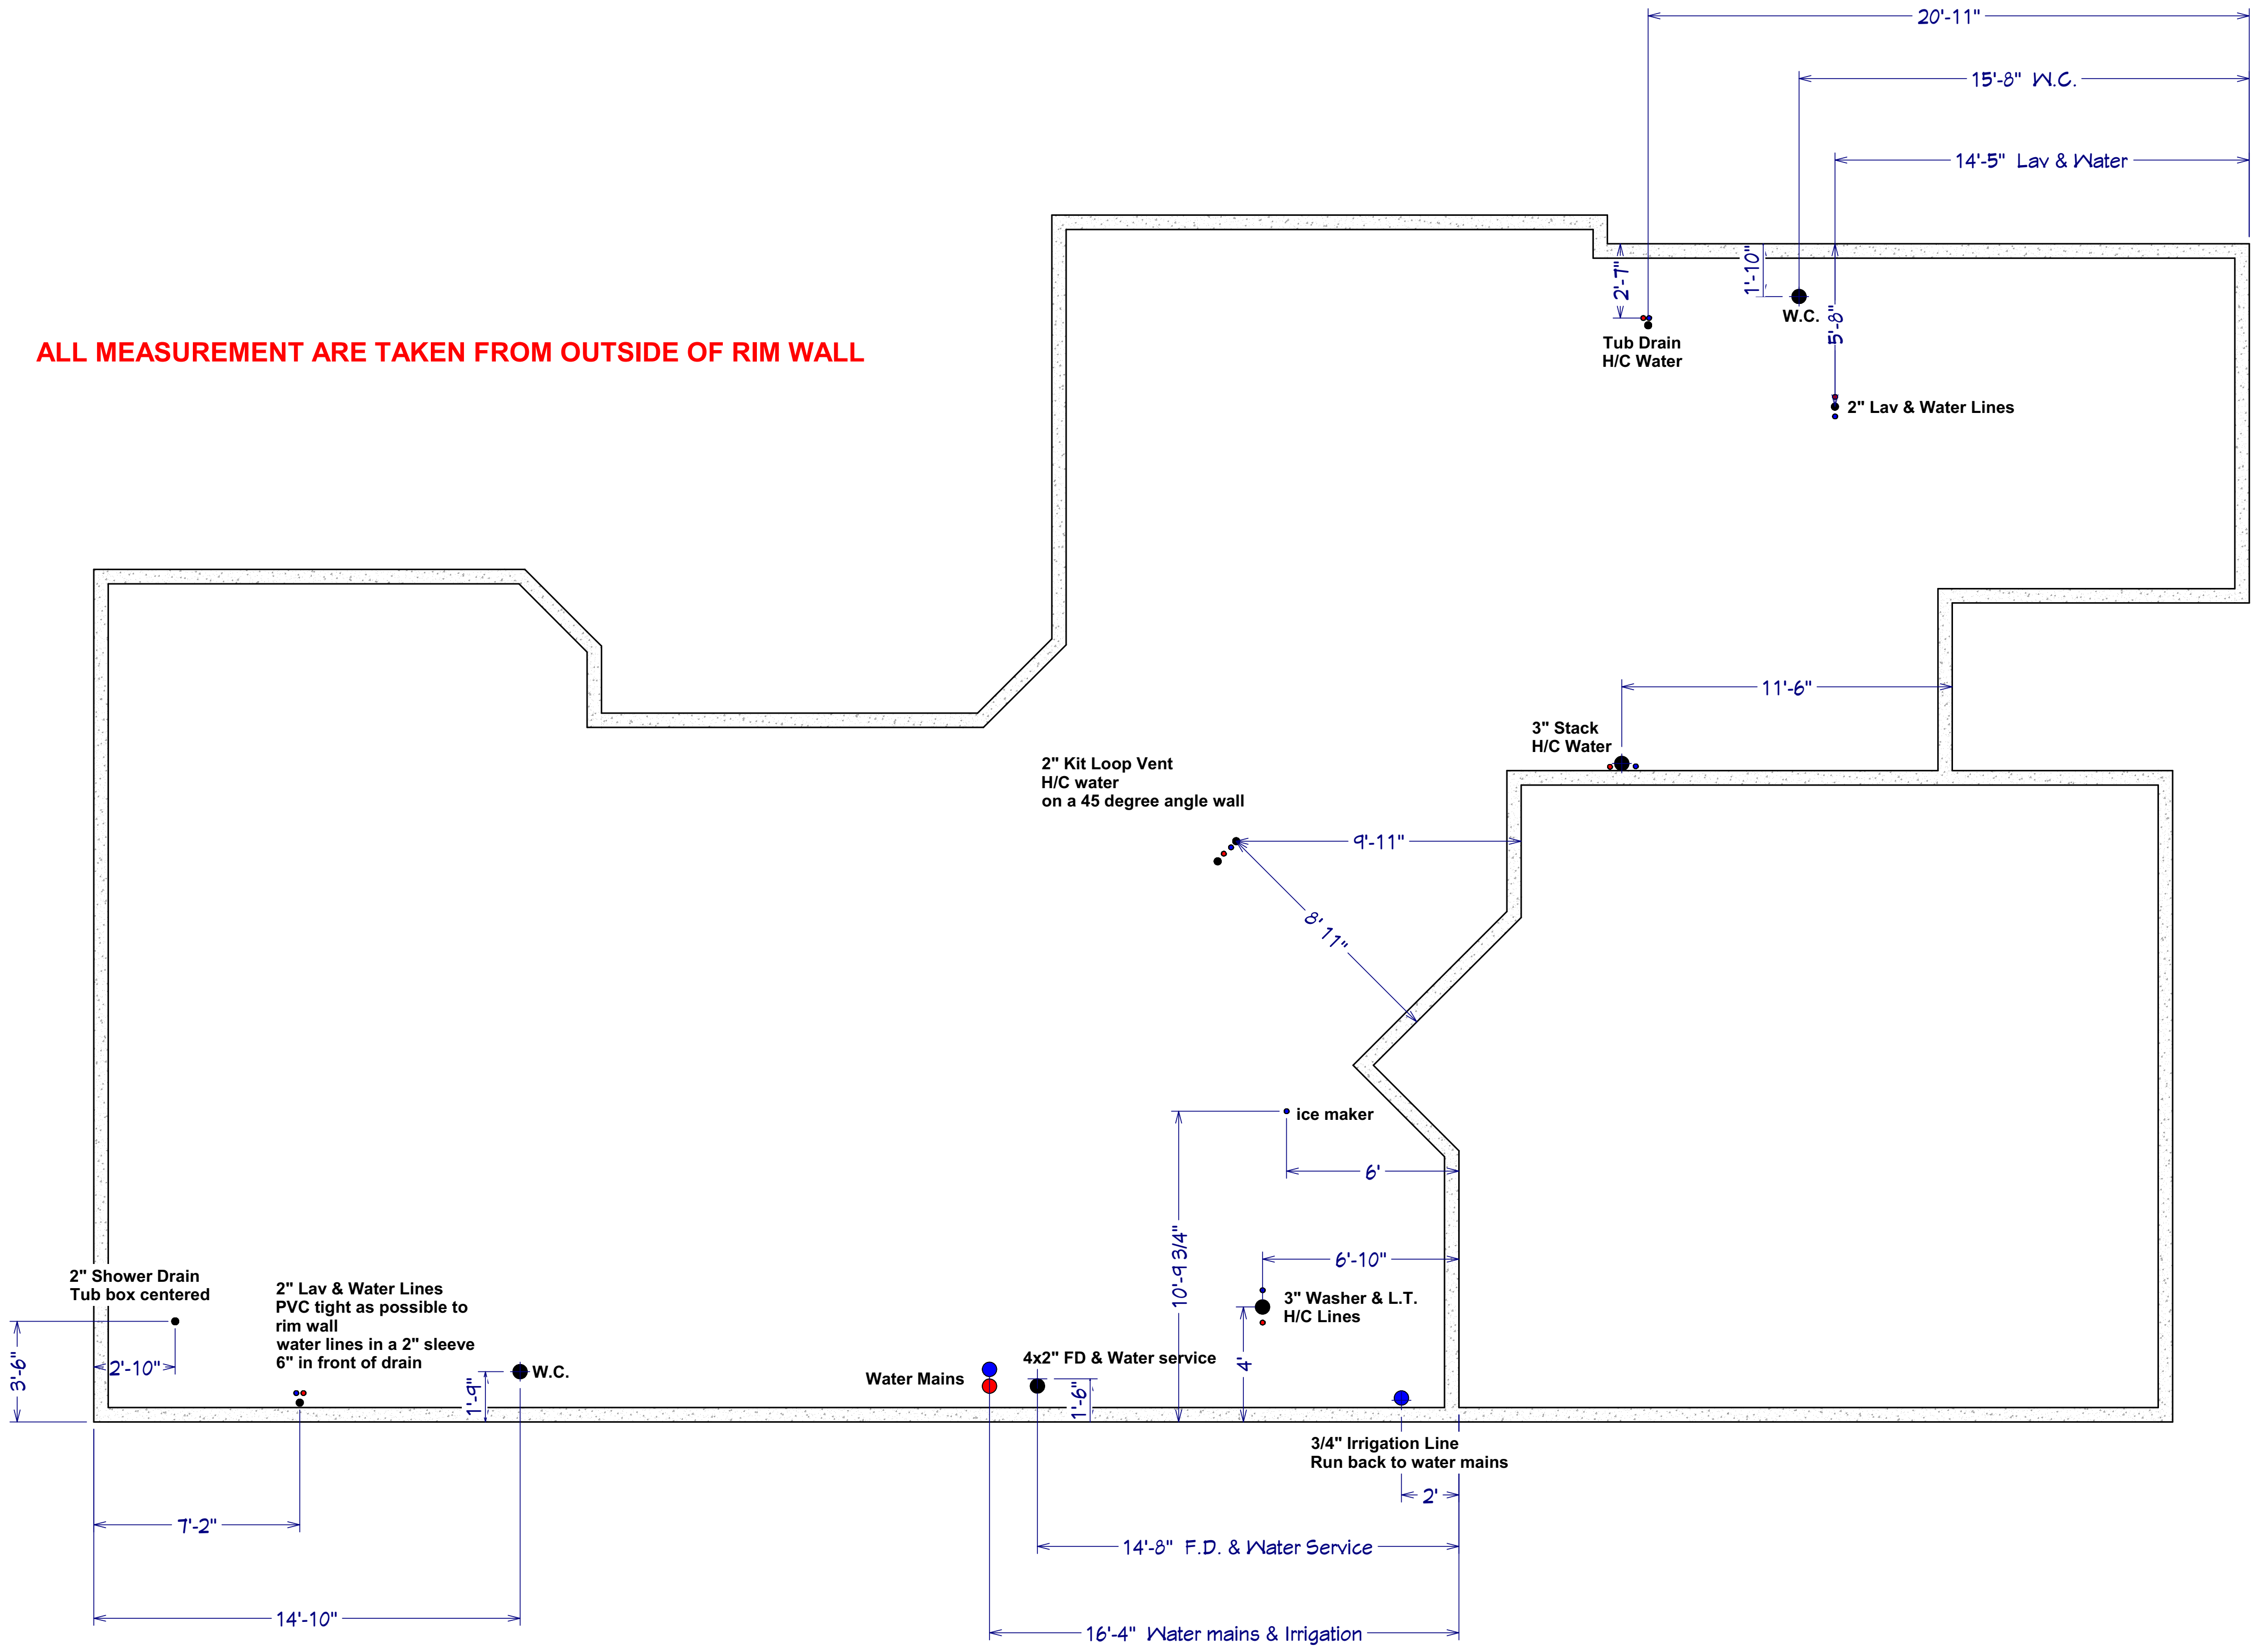 20'-11"
15'-8" W.C.
14'-5" Lav & Water
2'-7"
1'-10"
5'-8"
W.C.
Tub Drain
H/C Water
ALL MEASUREMENT ARE TAKEN FROM OUTSIDE OF RIM WALL
2" Lav & Water Lines
11'-6"
3" Stack
H/C Water
2" Kit Loop Vent
H/C water
on a 45 degree angle wall
9'-11"
8' 11"
ice maker
6'
10'-9 3/4"
6'-10"
3" Washer & L.T.
H/C Lines
4'
2" Shower Drain
Tub box centered
2'-10"
3'-6"
2" Lav & Water Lines
PVC tight as possible to
rim wall
water lines in a 2" sleeve
6" in front of drain
W.C.
1'-9"
Water Mains
4x2" FD & Water service
1'-6"
3/4" Irrigation Line
Run back to water mains
2'
7'-2"
14'-8" F.D. & Water Service
14'-10"
16'-4" Water mains & Irrigation